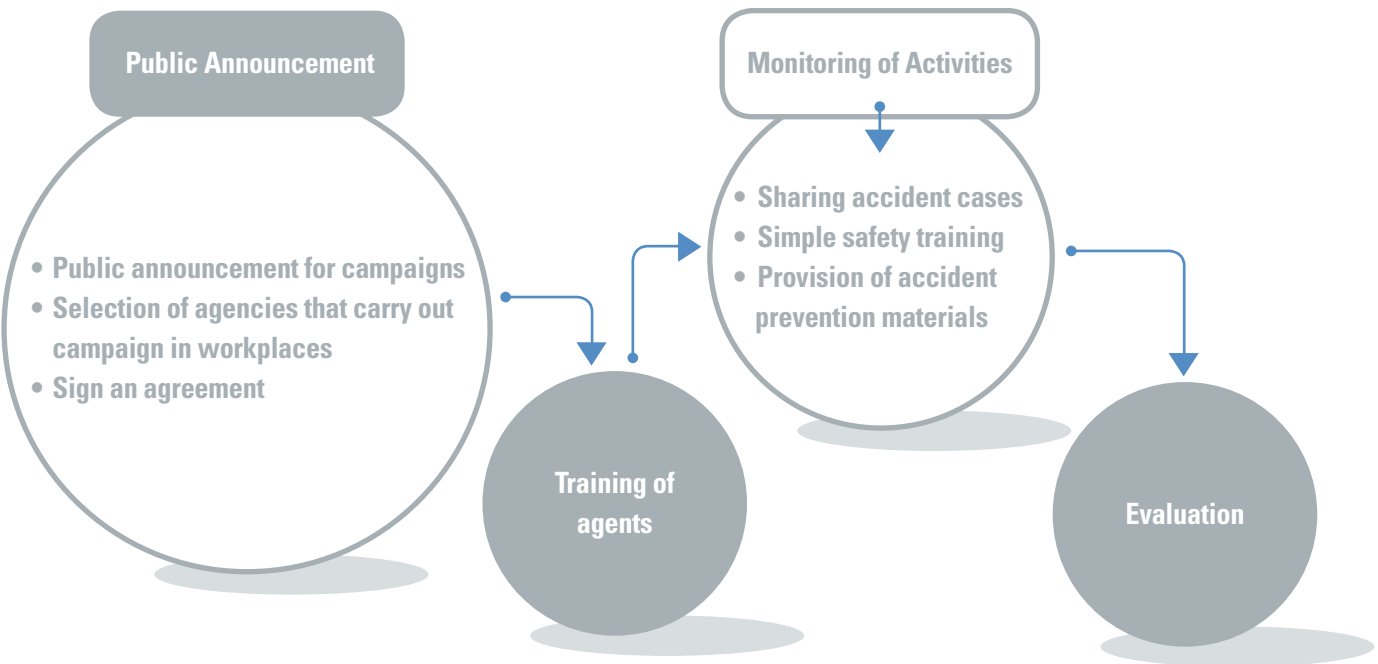 Public Announcement
• Public announcement for campaigns
• Selection of agencies that carry out
campaign in workplaces
• Sign an agreement
Training of
agents
Monitoring of Activities
• Sharing accident cases
• Simple safety training
• Provision of accident
prevention materials
Evaluation